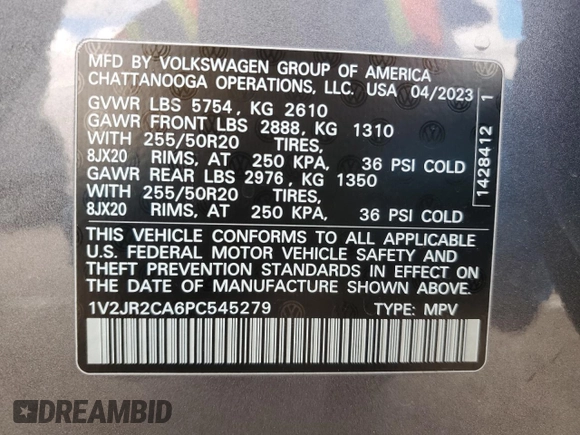 MFD BY VOLKSWAGEN GROUP OF AMERICA
CHATTANOOGA OPERATIONS, LLC. USA 04/2023
GVWR LBS 5754, KG 2610
GAWR FRONT LBS 2888, KG 1310
WITH 255/50R20 TIRES,
8JX20 RIMS, AT 250 KPA, 36 PSI COLD
GAWR REAR LBS 2976, KG 1350
WITH 255/50R20 TIRES,
8JX20 RIMS, AT 250 KPA, 36 PSI COLD
THIS VEHICLE CONFORMS TO ALL APPLICABLE
U.S. FEDERAL MOTOR VEHICLE SAFETY AND
THEFT PREVENTION STANDARDS IN EFFECT ON
THE DATE OF MANUFACTURE SHOWN ABOVE.
1V2JR2CA6PC545279 TYPE: MPV
1428412 1
DREAMBID